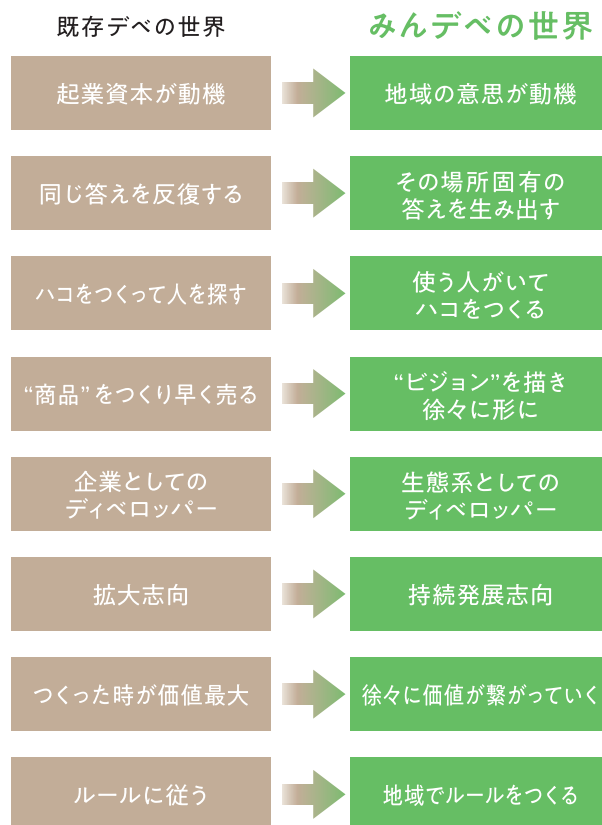 既存デベの世界
みんデベの世界
起業資本が動機
地域の意思が動機
同じ答えを反復する
その場所固有の
答えを生み出す
ハコをつくって人を探す
使う人がいて
ハコをつくる
“商品”をつくり早く売る
“ビジョン”を描き
徐々に形に
企業としての
ディベロッパー
生態系としての
ディベロッパー
拡大志向
持続発展志向
つくった時が価値最大
徐々に価値が繋がっていく
ルールに従う
地域でルールをつくる